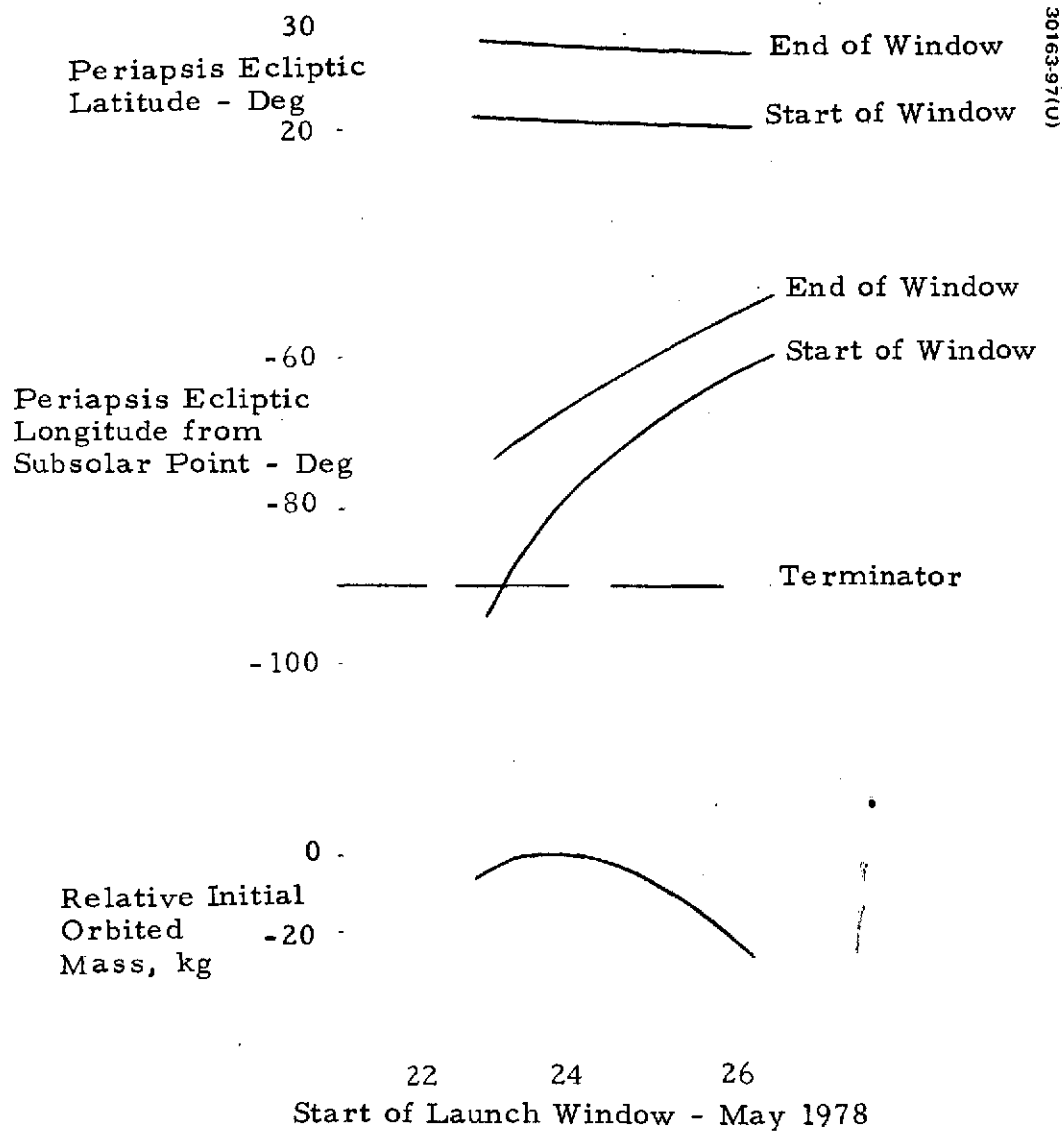 30163-97(U)
30
Periapsis Ecliptic
Latitude - Deg
20 -
End of Window
Start of Window
End of Window
-60 -
Start of Window
Periapsis Ecliptic
Longitude from
Subsolar Point - Deg
-80 -
Terminator
-100 -
0 -
Relative Initial
Orbited
-20 -
Mass, kg
22 24 26
Start of Launch Window - May 1978